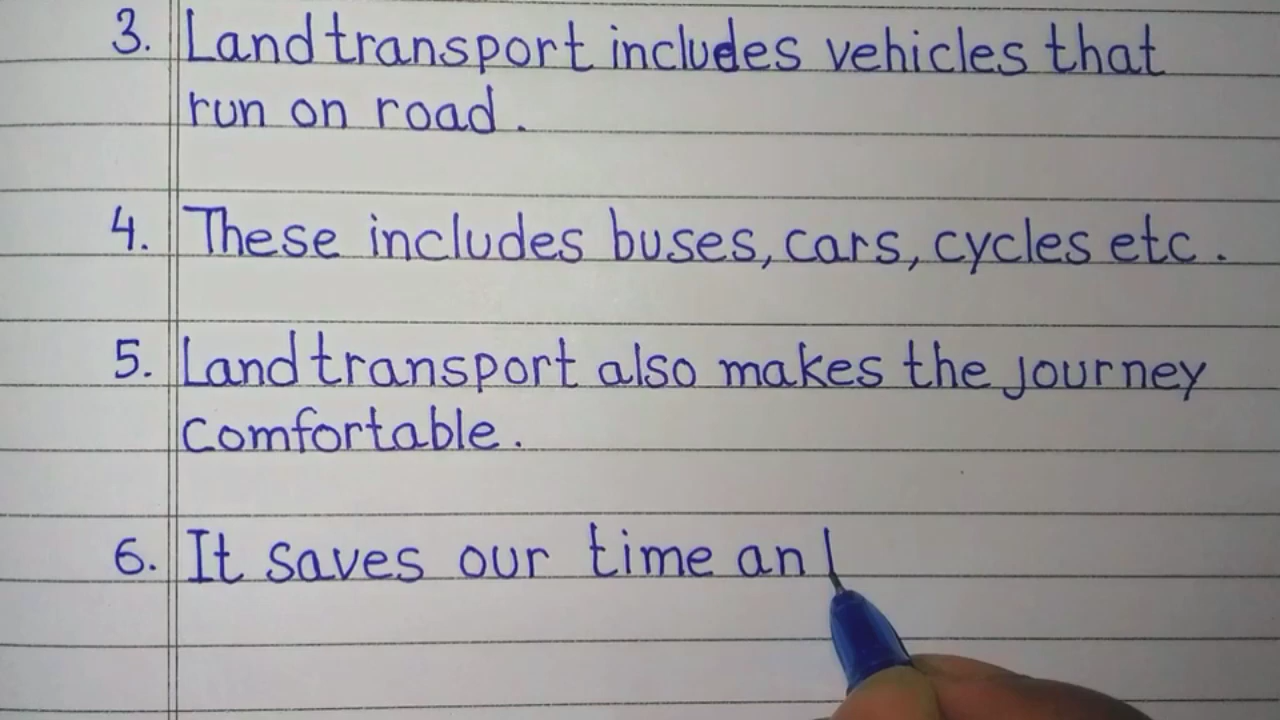 3. Land transport includes vehicles that
run on road.
4. These includes buses, cars, cycles etc.
5. Land transport also makes the journey
comfortable.
6. It saves our time an